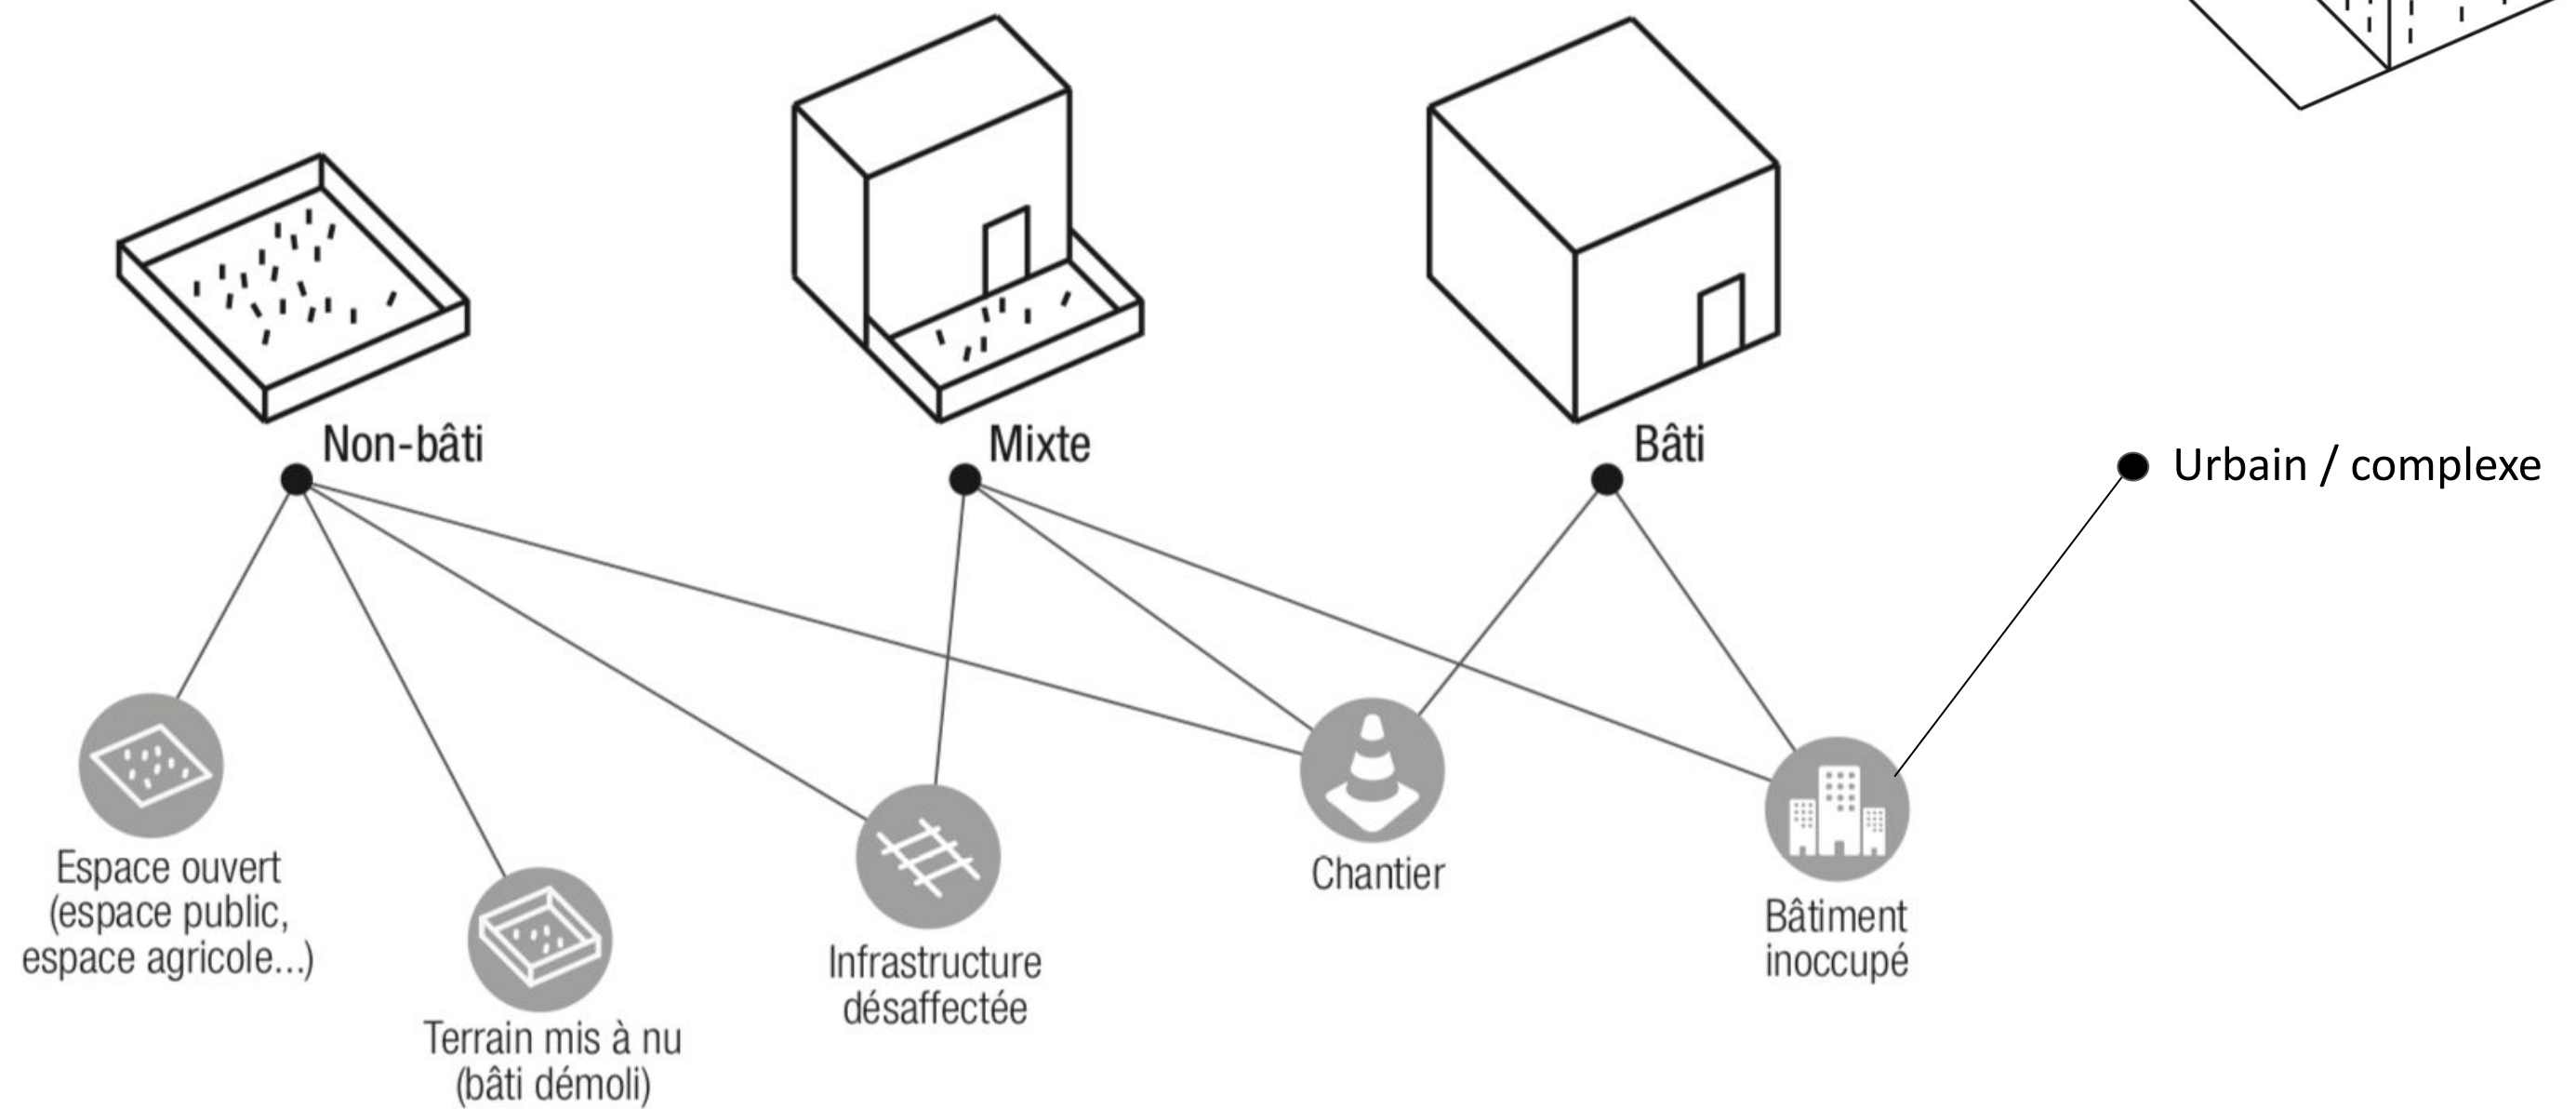 Non-bâti
Mixte
Bâti
Urbain / complexe
Espace ouvert
(espace public,
espace agricole...)
Terrain mis à nu
(bâti démoli)
Infrastructure
désaffectée
Chantier
Bâtiment
inoccupé